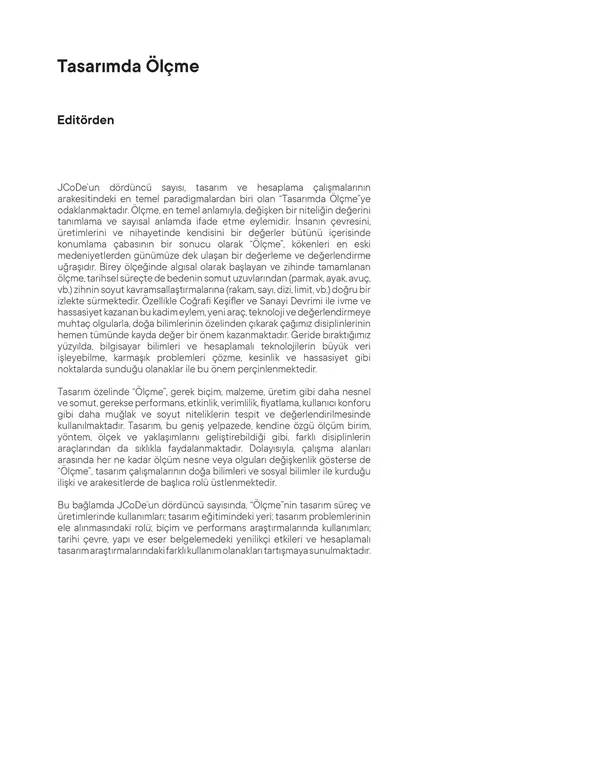 Tasarımda Ölçme
Editörden
JCoDe'un dördüncü sayısı, tasarım ve hesaplama çalışmalarının
arakesitindeki en temel paradigmalardan biri olan “Tasarımda Ölçme”ye
odaklanmaktadır. Ölçme, en temel anlamıyla, değişken bir niteliğin değerini
tanımlama ve sayısal anlamda ifade etme eylemidir. İnsanın çevresini,
üretimlerini ve nihayetinde kendisini bir değerler bütünü içerisinde
konumlama çabasının bir sonucu olarak “Ölçme”, kökenleri en eski
medeniyetlerden günümüze dek ulaşan bir değerleme ve değerlendirme
uğraşıdır. Birey ölçeğinde algısal olarak başlayan ve zihinde tamamlanan
ölçme, tarihsel süreçte de bedenin somut uzuvlarından (parmak, ayak, avuç,
vb.) zihnin soyut kavramsallaştırmalarına (rakam, sayı, dizi, limit, vb.) doğru bir
izlekte sürmektedir. Özellikle Coğrafi Keşifler ve Sanayi Devrimi ile ivme ve
hassasiyet kazanan bu kadim eylem, yeni araç, teknoloji ve değerlendirmeye
muhtaç olgularla, doğa bilimlerinin özelinden çıkarak çağımız disiplinlerinin
hemen tümünde kayda değer bir önem kazanmaktadır. Geride bıraktığımız
yüzyılda, bilgisayar bilimleri ve hesaplamalı teknolojilerin büyük veri
işleyebilme, karmaşık problemleri çözme, kesinlik ve hassasiyet gibi
noktalarda sunduğu olanaklar ile bu önem perçinlenmektedir.
Tasarım özelinde “Ölçme”, gerek biçim, malzeme, üretim gibi daha nesnel
ve somut, gerekse performans, etkinlik, verimlilik, fiyatlama, kullanıcı konforu
gibi daha muğlak ve soyut niteliklerin tespit ve değerlendirilmesinde
kullanılmaktadır. Tasarım, bu geniş yelpazede, kendine özgü ölçüm birim,
yöntem, ölçek ve yaklaşımlarını geliştirebildiği gibi, farklı disiplinlerin
araçlarından da sıklıkla faydalanmaktadır. Dolayısıyla, çalışma alanları
arasında her ne kadar ölçüm nesne veya olguları değişkenlik gösterse de
“Ölçme”, tasarım çalışmalarının doğa bilimleri ve sosyal bilimler ile kurduğu
ilişki ve arakesitlerde de başlıca rolü üstlenmektedir.
Bu bağlamda JCoDe'un dördüncü sayısında, “Ölçme”nin tasarım süreç ve
üretimlerinde kullanımları; tasarım eğitimindeki yeri; tasarım problemlerinin
ele alınmasındaki rolü; biçim ve performans araştırmalarında kullanımları;
tarihi çevre, yapı ve eser belgelemedeki yenilikçi etkileri ve hesaplamalı
tasarım araştırmalarındaki farklı kullanım olanakları tartışmaya sunulmaktadır.